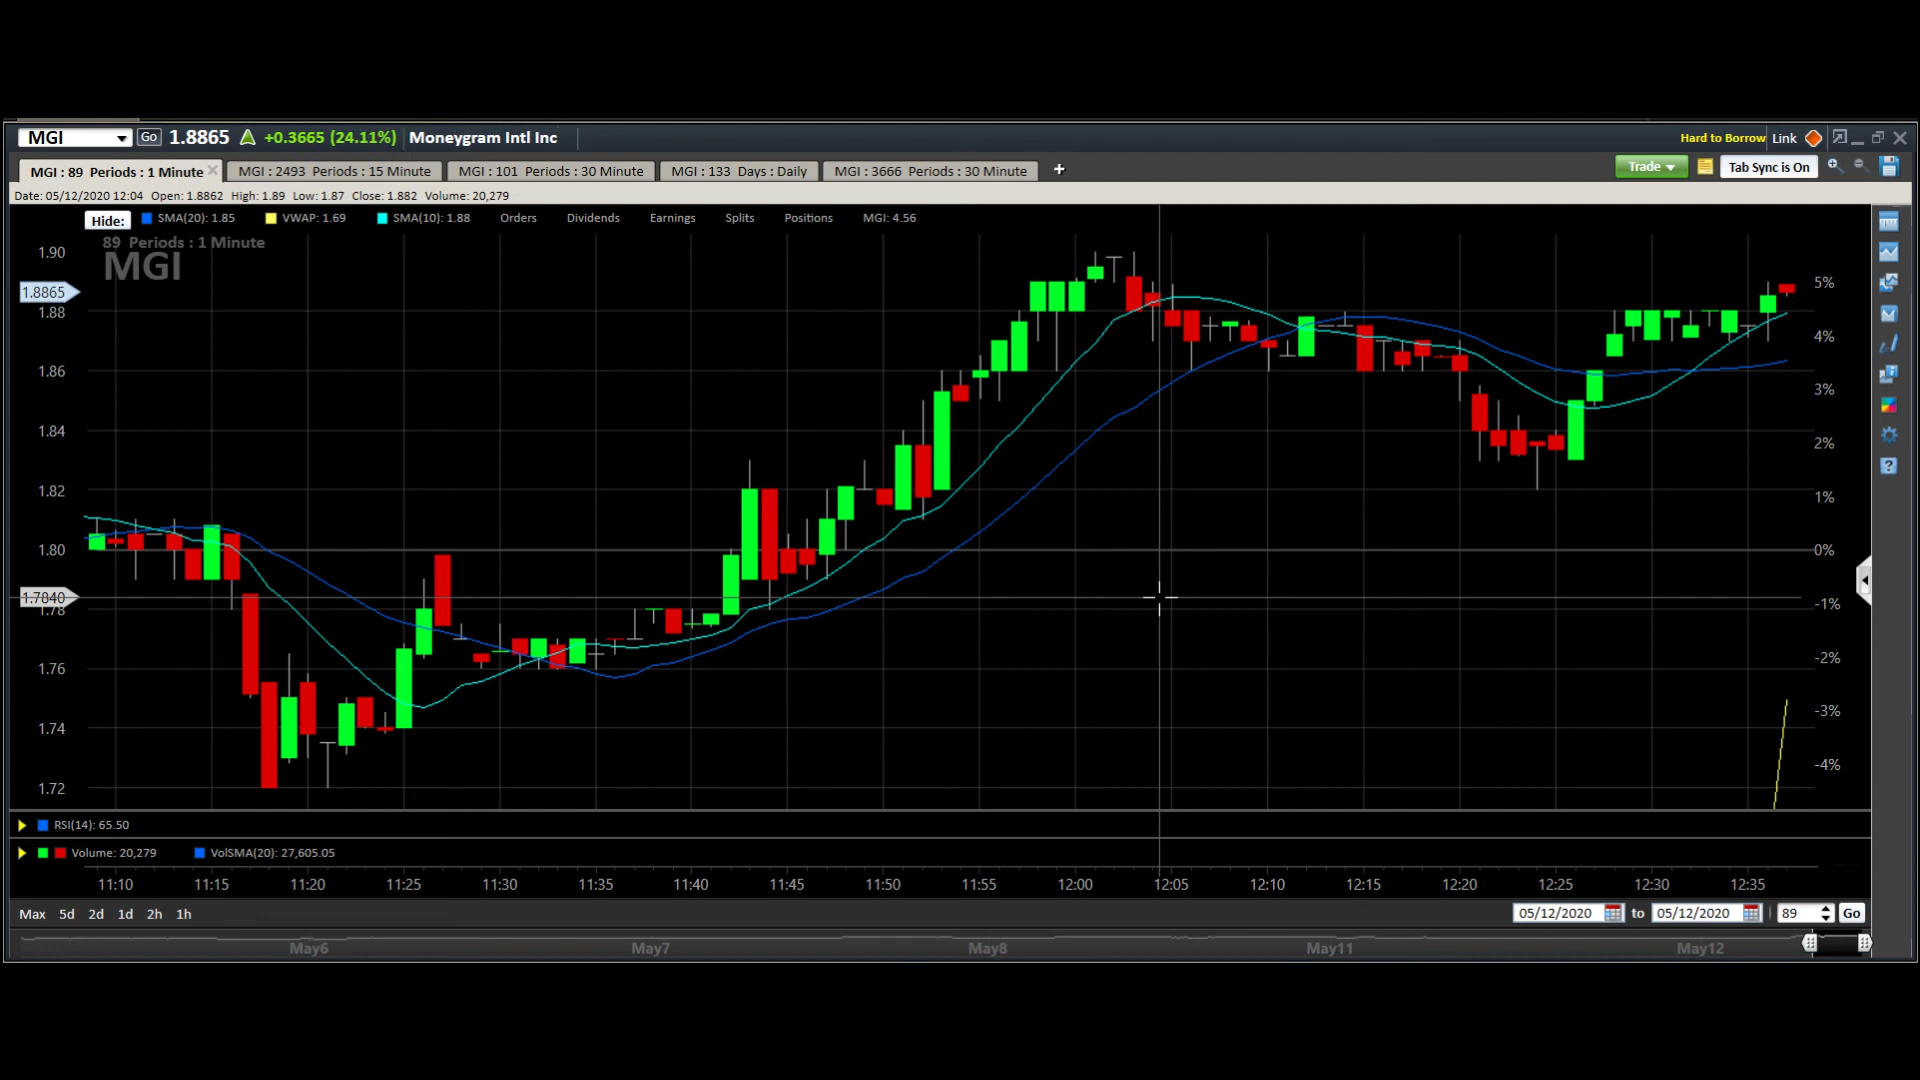 MGI Go 1.8865 +0.3665 (24.11%) Moneygram Intl Inc Hard to Borrow Link
MGI : 89 Periods : 1 Minute MGI : 2493 Periods : 15 Minute MGI : 101 Periods : 30 Minute MGI : 133 Days : Daily MGI : 3666 Periods : 30 Minute + Trade Tab Sync is On
Date: 05/12/2020 12:04 Open: 1.8862 High: 1.89 Low: 1.87 Close: 1.882 Volume: 20,279
Hide: SMA(20): 1.85 VWAP: 1.69 SMA(10): 1.88 Orders Dividends Earnings Splits Positions MGI: 4.56
89 Periods : 1 Minute
MGI
1.90
1.8865
1.88
1.86
1.84
1.82
1.80
1.7840
1.78
1.76
1.74
1.72
5%
4%
3%
2%
1%
0%
-1%
-2%
-3%
-4%
RSI(14): 65.50
Volume: 20,279 VolSMA(20): 27,605.05
11:10 11:15 11:20 11:25 11:30 11:35 11:40 11:45 11:50 11:55 12:00 12:05 12:10 12:15 12:20 12:25 12:30 12:35
Max 5d 2d 1d 2h 1h 05/12/2020 to 05/12/2020 89 Go
May6 May7 May8 May11 May12